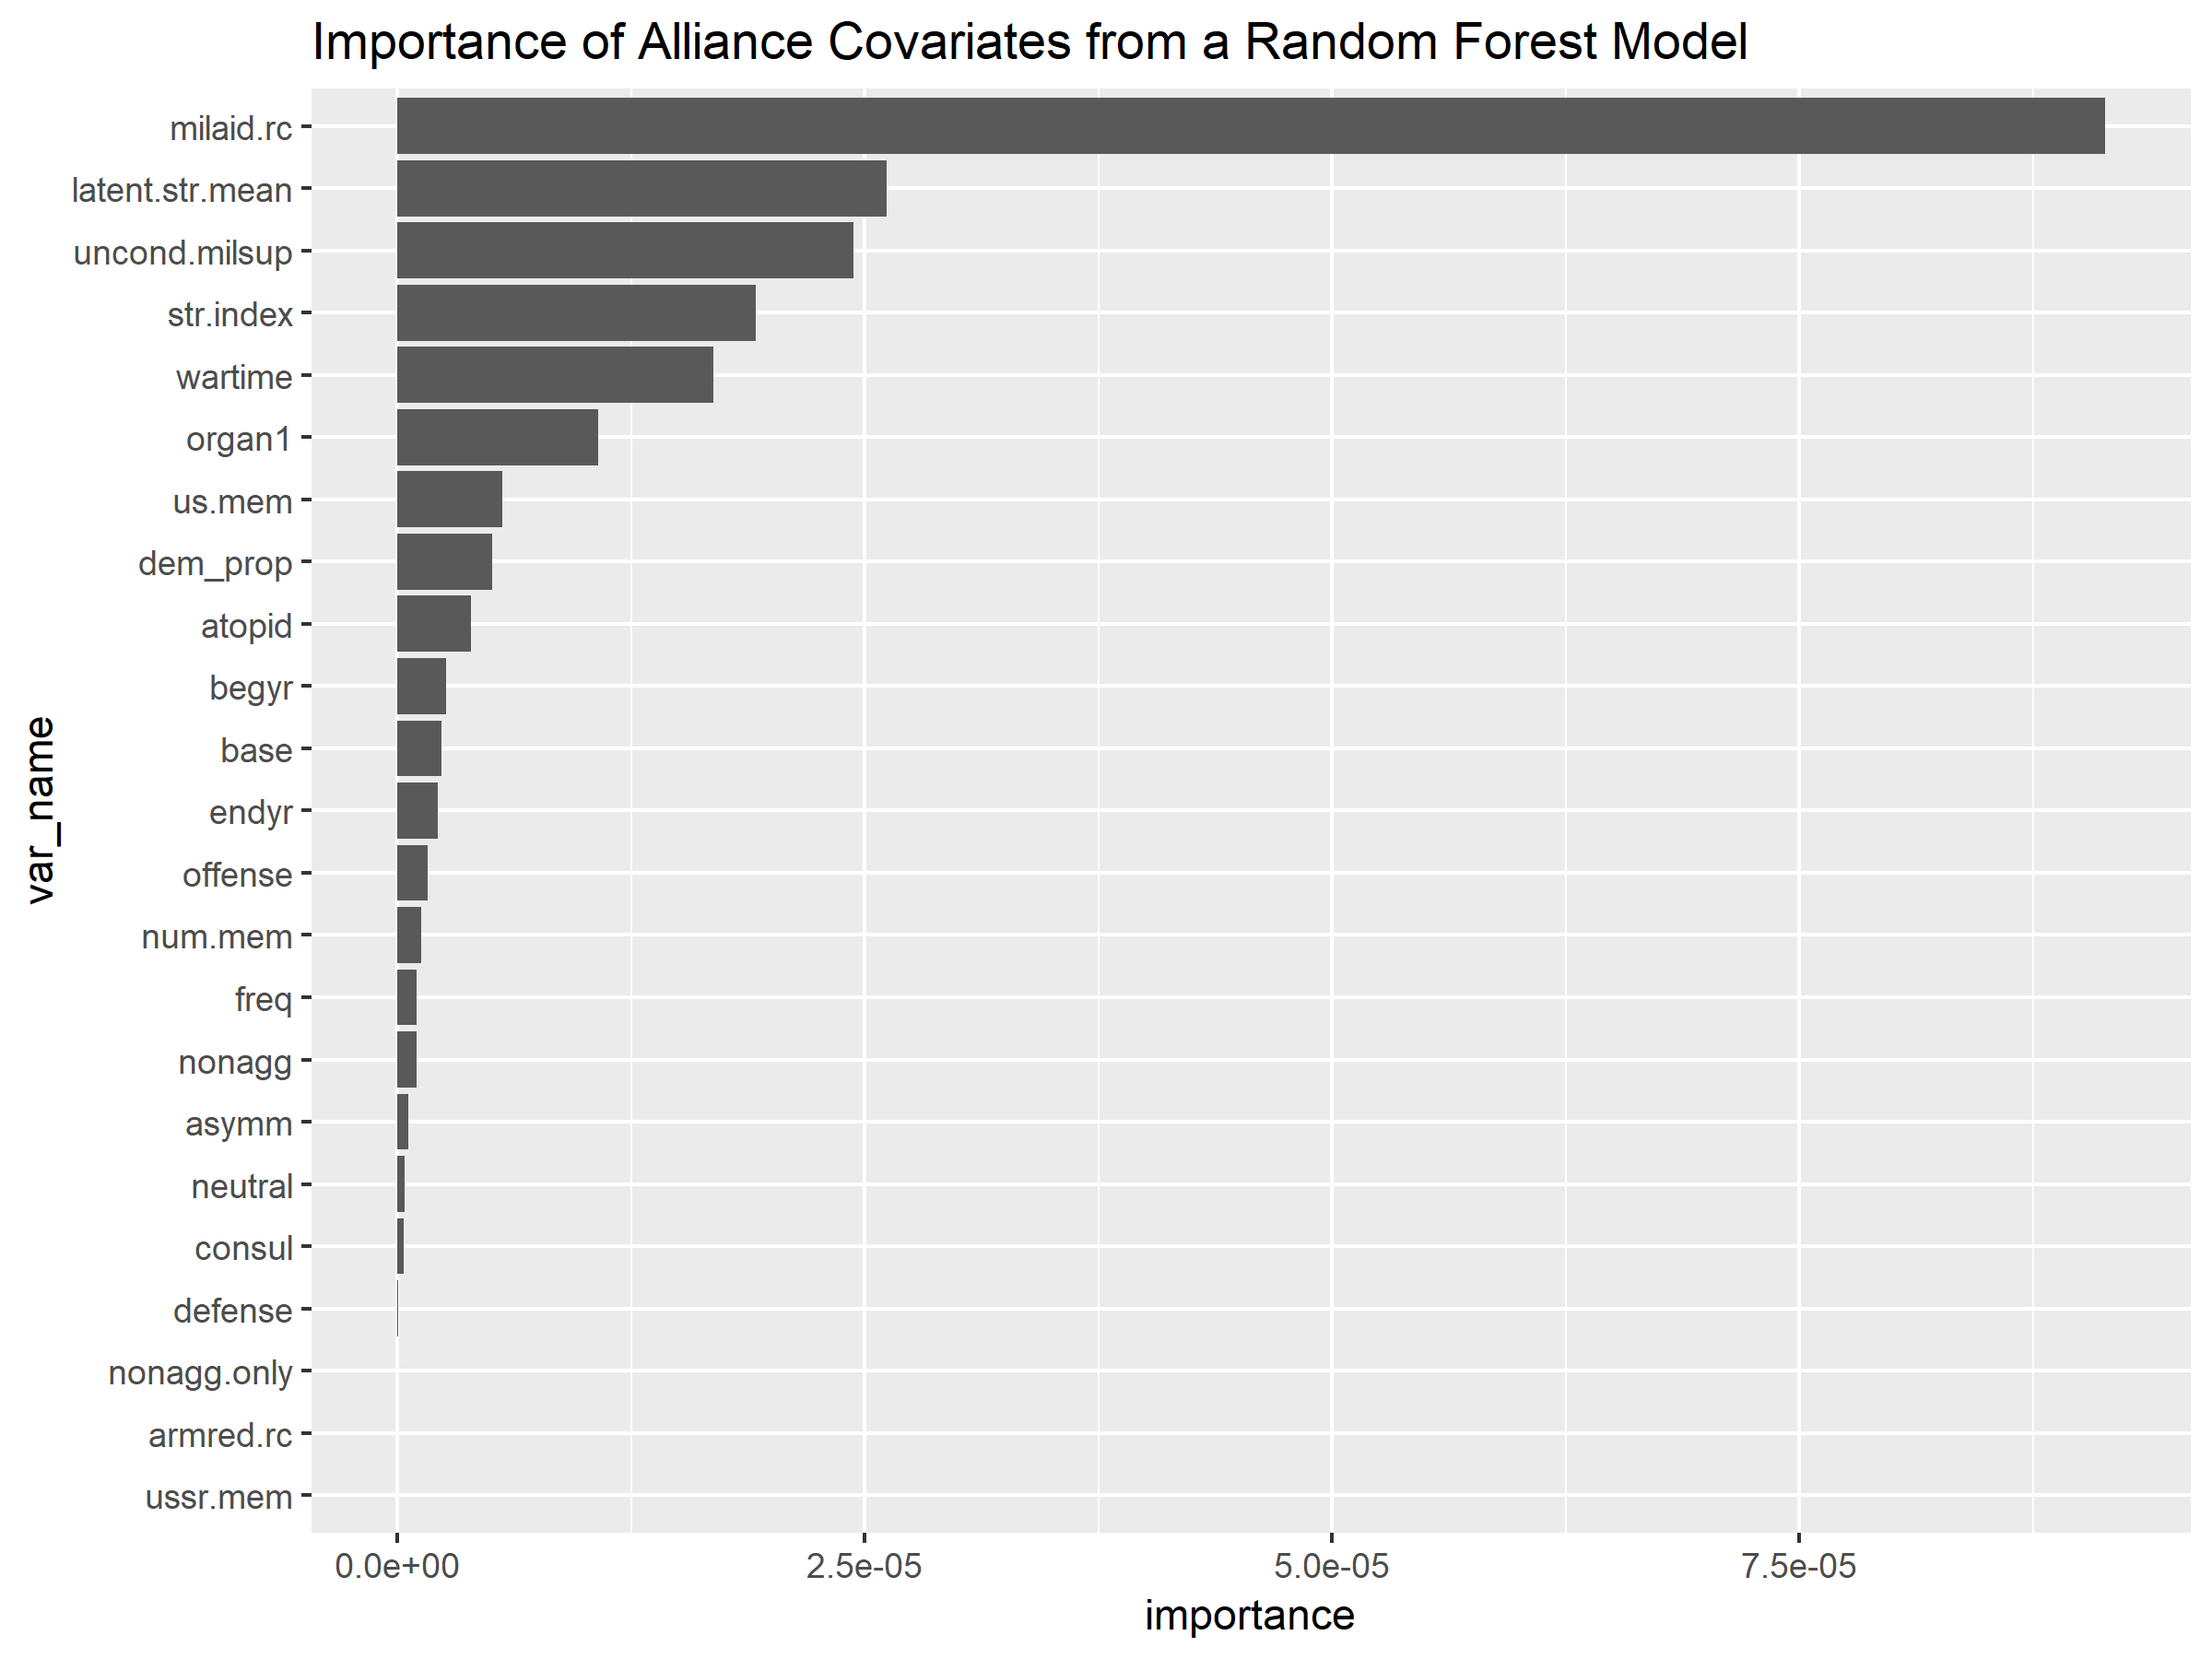 Importance of Alliance Covariates from a Random Forest Model
milaid.rc
latent.str.mean
uncond.milsup
str.index
wartime
organ1
us.mem
dem_prop
atopid
begyr
base
endyr
offense
num.mem
freq
nonagg
asymm
neutral
consul
defense
nonagg.only
armred.rc
ussr.mem
var_name
0.0e+00 2.5e-05 5.0e-05 7.5e-05
importance